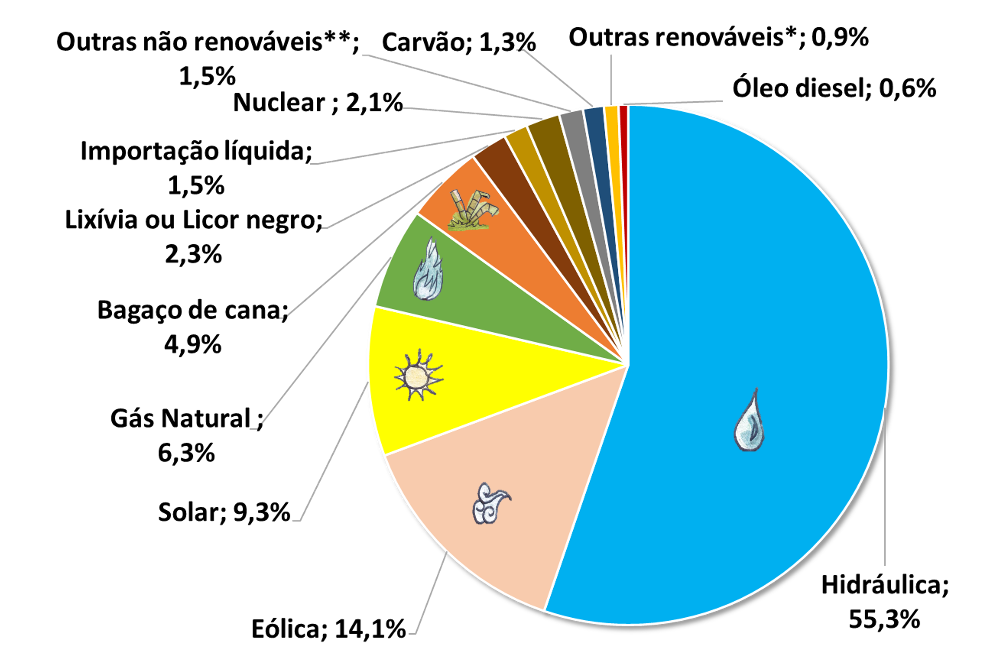 Outras não renováveis**;
1,5%
Carvão; 1,3%
Outras renováveis*; 0,9%
Óleo diesel; 0,6%
Nuclear ; 2,1%
Importação líquida;
1,5%
Lixívia ou Licor negro;
2,3%
Bagaço de cana;
4,9%
Gás Natural ;
6,3%
Solar; 9,3%
Eólica; 14,1%
Hidráulica;
55,3%